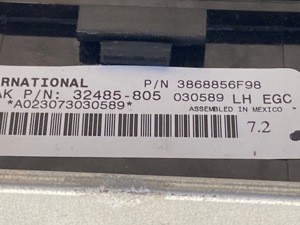 RNATIONAL P/N 3868856F98
AK P/N: 32485-805 030589 LH EGC
*A023073030589* ASSEMBLED IN MEXICO
7.2